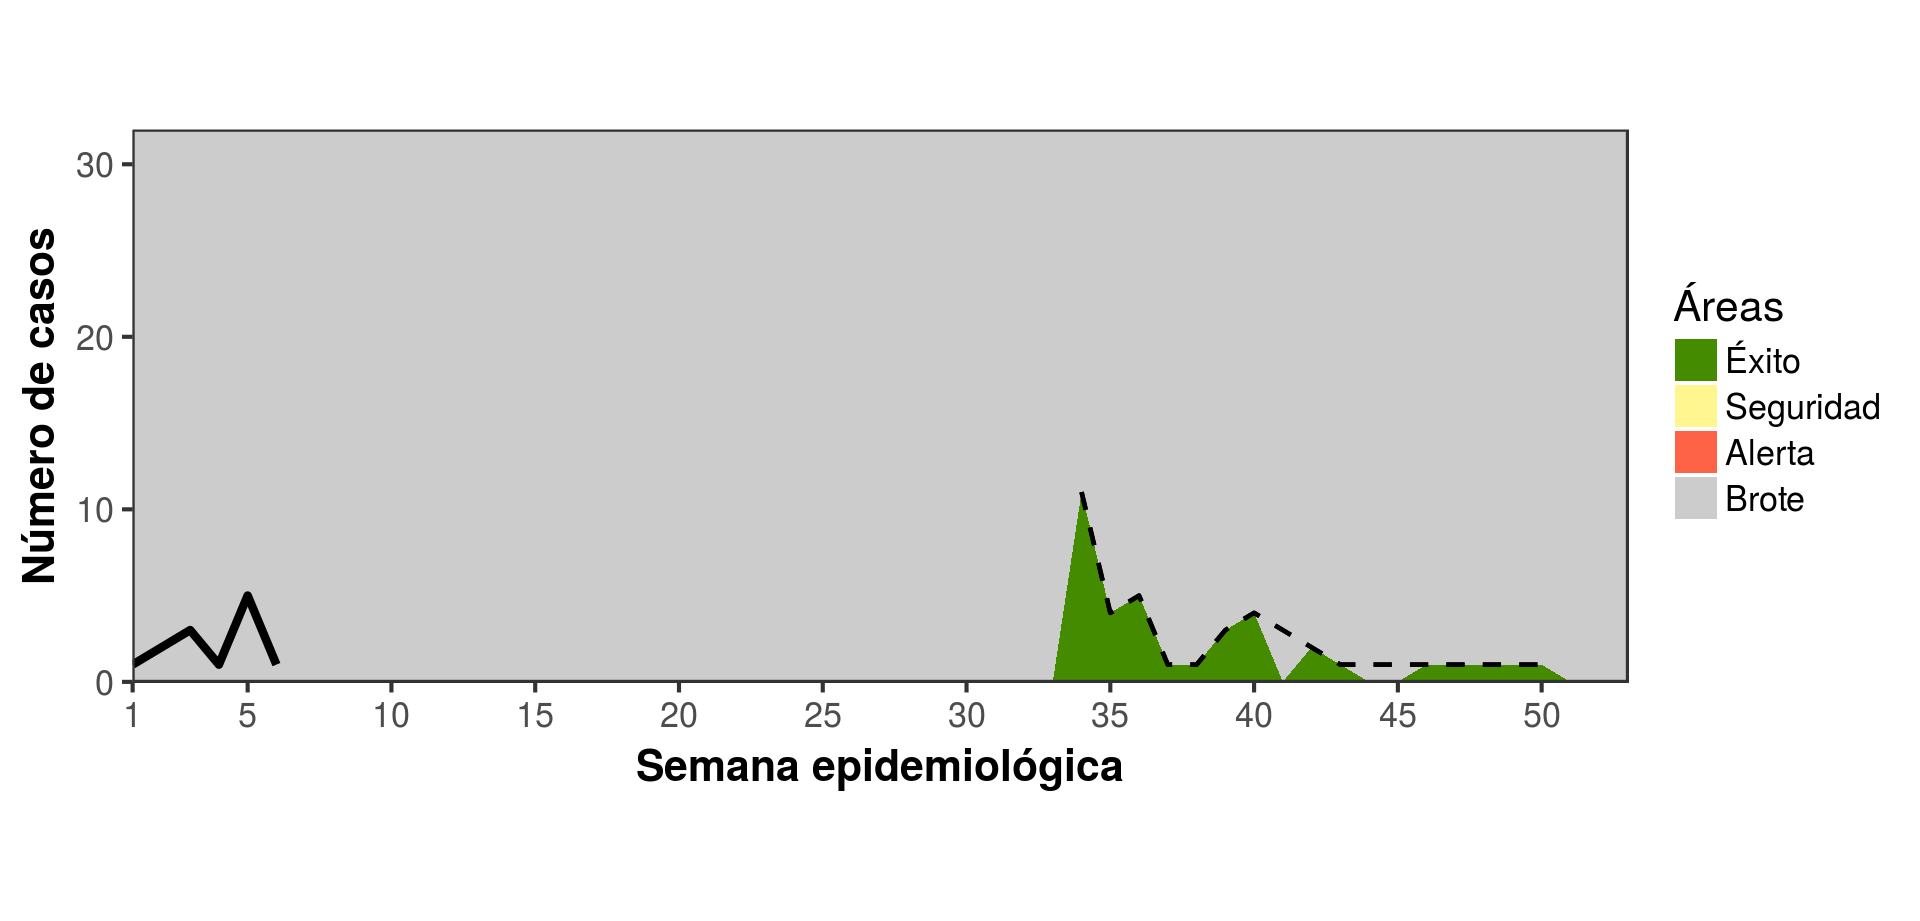 30
20
10
0
Número de casos
1 5 10 15 20 25 30 35 40 45 50
Semana epidemiológica
Áreas
Éxito
Seguridad
Alerta
Brote